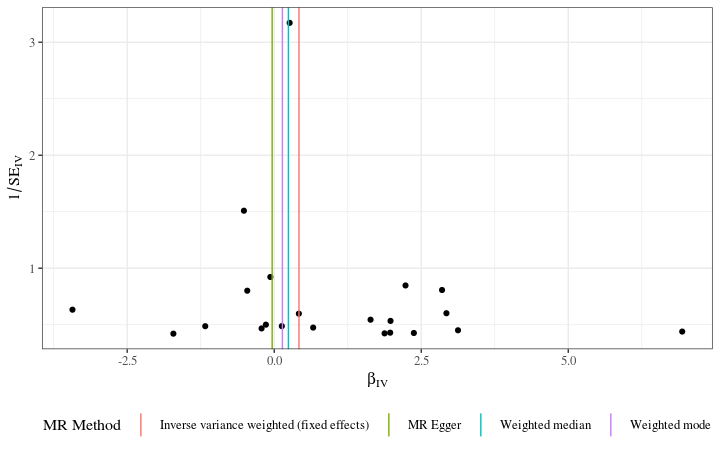 3
2
1
1/SE_IV
-2.5 0.0 2.5 5.0
β_IV
MR Method Inverse variance weighted (fixed effects) MR Egger Weighted median Weighted mode